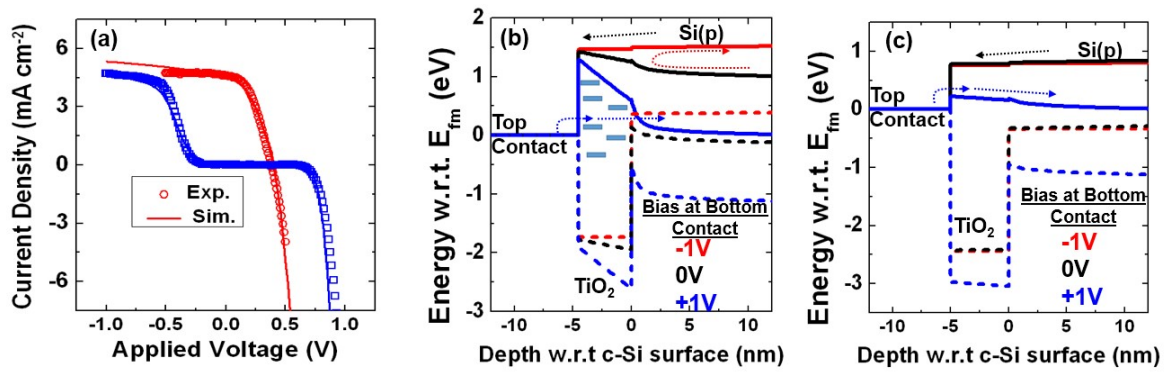 (a)
Current Density (mA cm-2)
6
3
0
-3
-6
Exp.
Sim.
-1.0
-0.5
0.0
0.5
1.0
Applied Voltage (V)
(b)
Energy w.r.t. Efm (eV)
3
2
1
0
-1
-2
-3
Si(p)
Top
Contact
TiO2
Bias at Bottom
Contact
-1V
0V
+1V
-10
-5
0
5
10
Depth w.r.t c-Si surface (nm)
(c)
Energy w.r.t. Efm (eV)
2
1
0
-1
-2
-3
Si(p)
Top
Contact
TiO2
Bias at Bottom
Contact
-1V
0V
+1V
-10
-5
0
5
10
Depth w.r.t c-Si surface (nm)